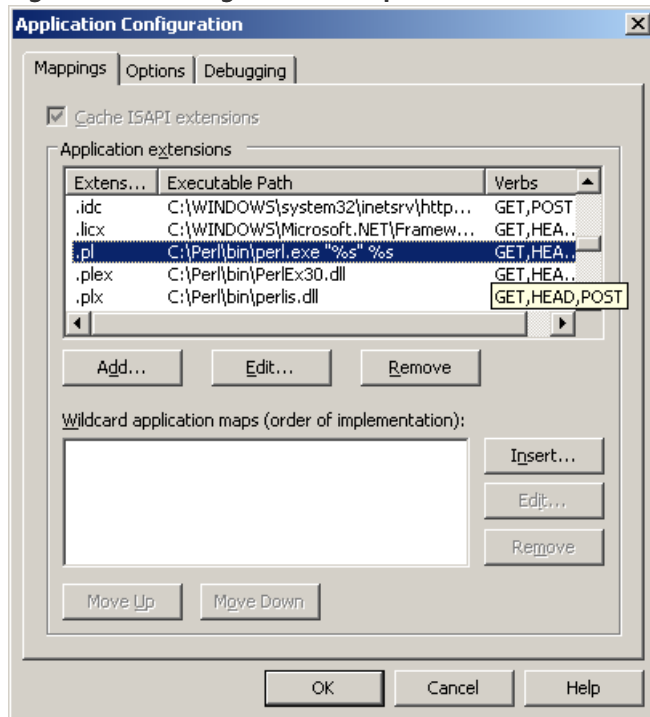 Application Configuration
Mappings Options Debugging
Cache ISAPI extensions
Application extensions
Extens... Executable Path Verbs
.idc C:\WINDOWS\system32\inetsrv\http... GET,POST
.licx C:\WINDOWS\Microsoft.NET\Framew... GET,HEA...
.pl C:\Perl\bin\perl.exe "%s" %s GET,HEA...
.plex C:\Perl\bin\PerlEx30.dll GET,HEA...
.plx C:\Perl\bin\perlis.dll GET,HEAD,POST
Add... Edit... Remove
Wildcard application maps (order of implementation):
Insert...
Edit...
Remove
Move Up Move Down
OK Cancel Help